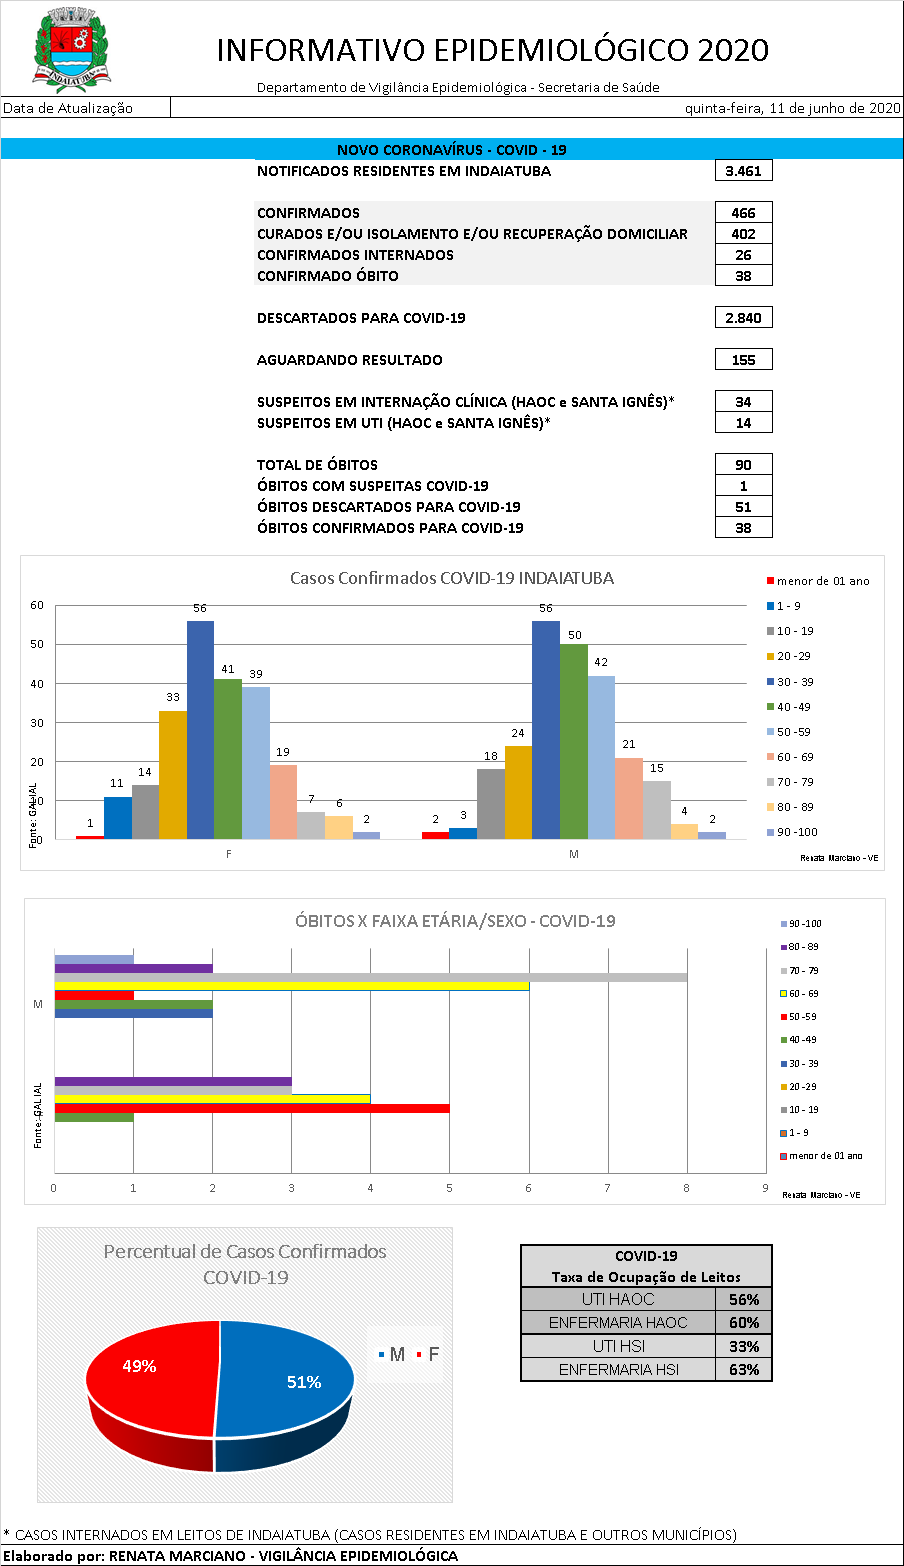 INDAIATUBA
INFORMATIVO EPIDEMIOLÓGICO 2020
Departamento de Vigilância Epidemiológica - Secretaria de Saúde
Data de Atualização quinta-feira, 11 de junho de 2020
NOVO CORONAVÍRUS - COVID - 19
NOTIFICADOS RESIDENTES EM INDAIATUBA 3.461
CONFIRMADOS 466
CURADOS E/OU ISOLAMENTO E/OU RECUPERAÇÃO DOMICILIAR 402
CONFIRMADOS INTERNADOS 26
CONFIRMADO ÓBITO 38
DESCARTADOS PARA COVID-19 2.840
AGUARDANDO RESULTADO 155
SUSPEITOS EM INTERNAÇÃO CLÍNICA (HAOC e SANTA IGNÊS)* 34
SUSPEITOS EM UTI (HAOC e SANTA IGNÊS)* 14
TOTAL DE ÓBITOS 90
ÓBITOS COM SUSPEITAS COVID-19 1
ÓBITOS DESCARTADOS PARA COVID-19 51
ÓBITOS CONFIRMADOS PARA COVID-19 38
Casos Confirmados COVID-19 INDAIATUBA
60
50
40
30
20
10
0
Fonte: GAL-IAL
1 11 14 33 56 41 39 19 7 6 2
2 3 18 24 56 50 42 21 15 4 2
F M
menor de 01 ano
1 - 9
10 - 19
20 -29
30 - 39
40 -49
50 -59
60 - 69
70 - 79
80 - 89
90 -100
Renata Marciano - VE
ÓBITOS X FAIXA ETÁRIA/SEXO - COVID-19
M
Fonte: GAL IAL
0 1 2 3 4 5 6 7 8 9
90 -100
80 - 89
70 - 79
60 - 69
50 -59
40 -49
30 - 39
20 -29
10 - 19
1 - 9
menor de 01 ano
Renata Marciano - VE
Percentual de Casos Confirmados
COVID-19
49%
51%
M F
COVID-19
Taxa de Ocupação de Leitos
UTI HAOC 56%
ENFERMARIA HAOC 60%
UTI HSI 33%
ENFERMARIA HSI 63%
* CASOS INTERNADOS EM LEITOS DE INDAIATUBA (CASOS RESIDENTES EM INDAIATUBA E OUTROS MUNICÍPIOS)
Elaborado por: RENATA MARCIANO - VIGILÂNCIA EPIDEMIOLÓGICA